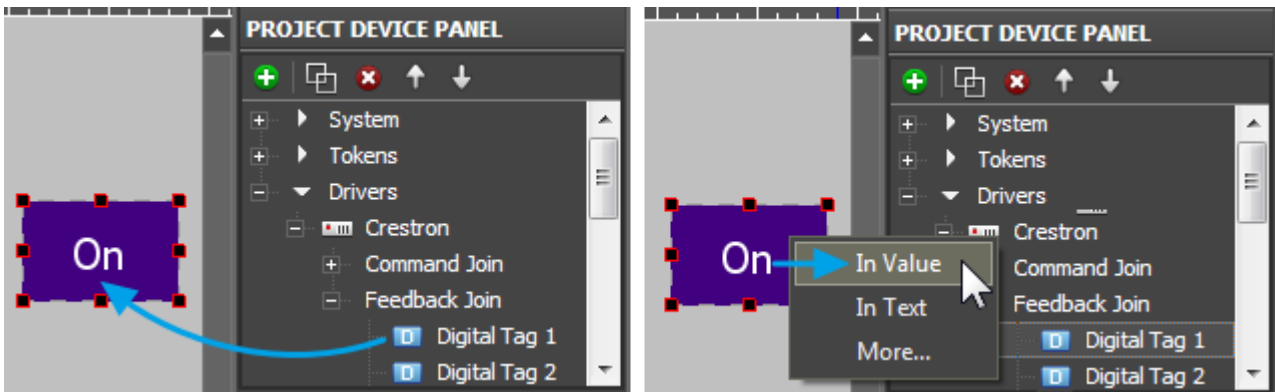 PROJECT DEVICE PANEL
System
Tokens
Drivers
Crestron
Command Join
Feedback Join
D Digital Tag 1
D Digital Tag 2
On
PROJECT DEVICE PANEL
System
Tokens
Drivers
Crestron
Command Join
Feedback Join
D Digital Tag 1
D Digital Tag 2
On
In Value
In Text
More...